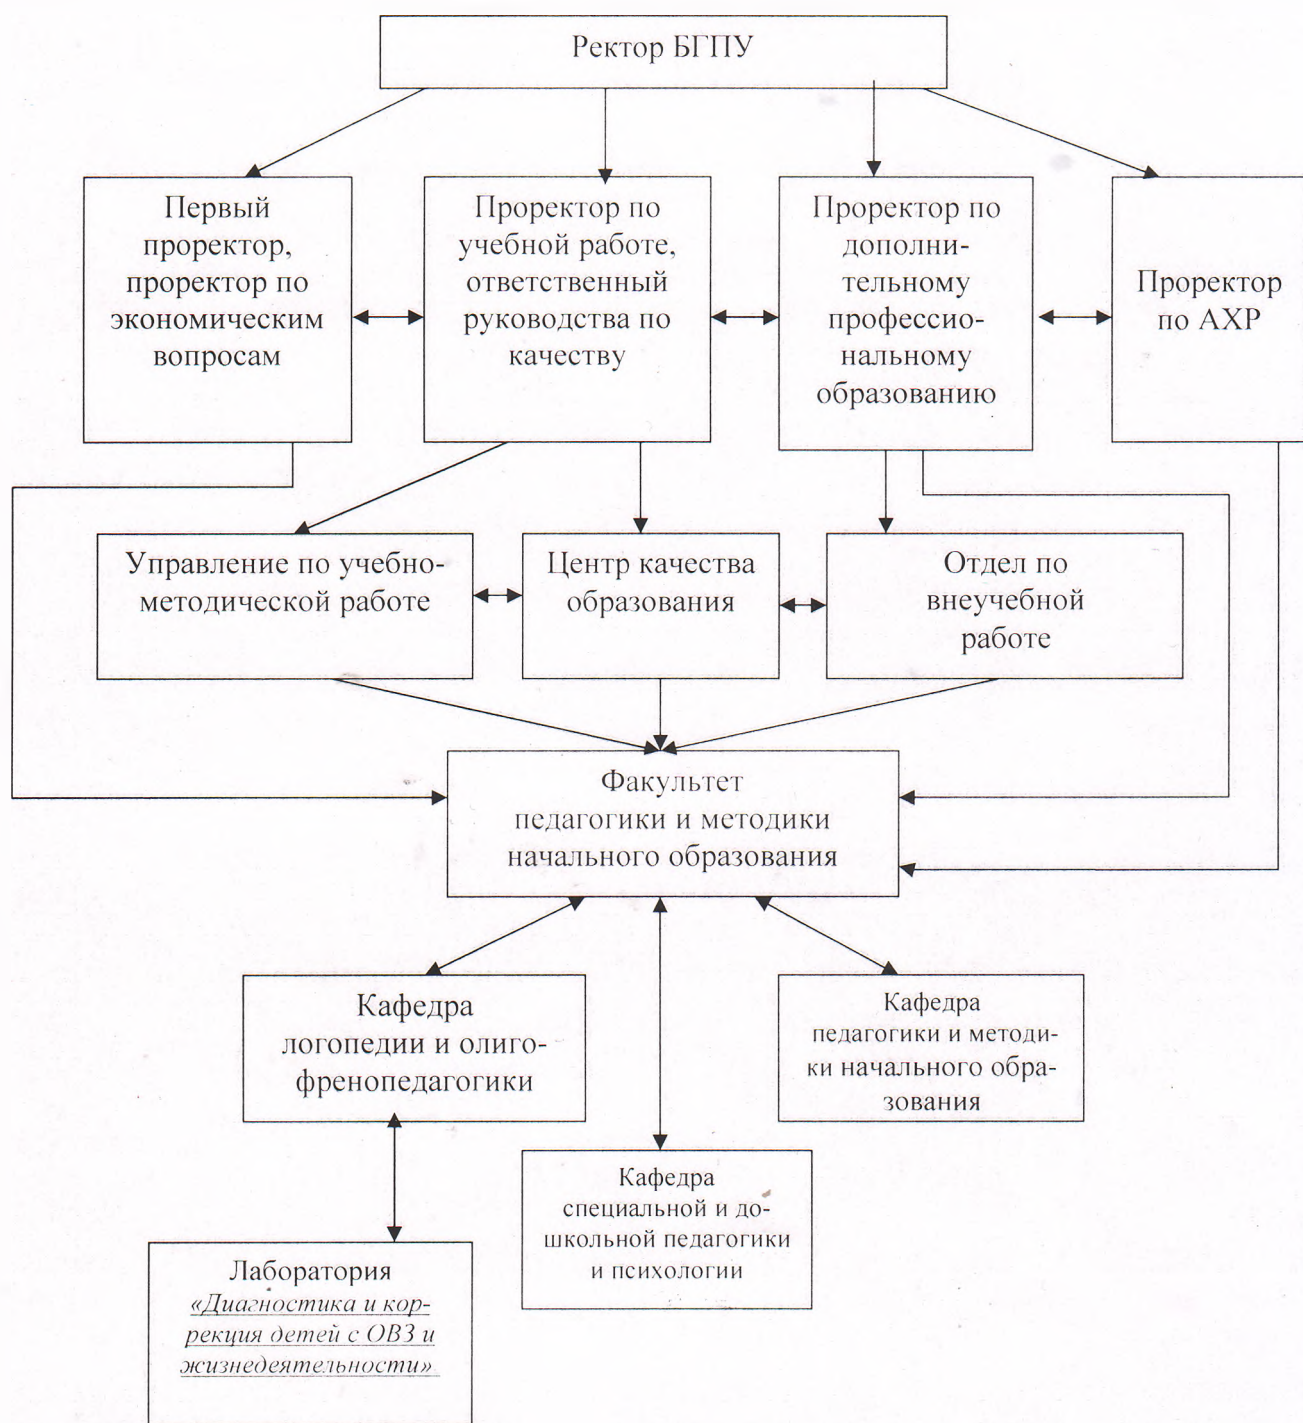 Ректор БГПУ
Первый
проректор,
проректор по
экономическим
вопросам
Проректор по
учебной работе,
ответственный
руководства по
качеству
Проректор по
дополни-
тельному
профессио-
нальному
образованию
Проректор
по АХР
Управление по учебно-
методической работе
Центр качества
образования
Отдел по
внеучебной
работе
Факультет
педагогики и методики
начального образования
Кафедра
логопедии и олиго-
френопедагогики
Кафедра
педагогики и методи-
ки начального обра-
зования
Кафедра
специальной и до-
школьной педагогики
и психологии
Лаборатория
«Диагностика и кор-
рекция детей с ОВЗ и
жизнедеятельности»